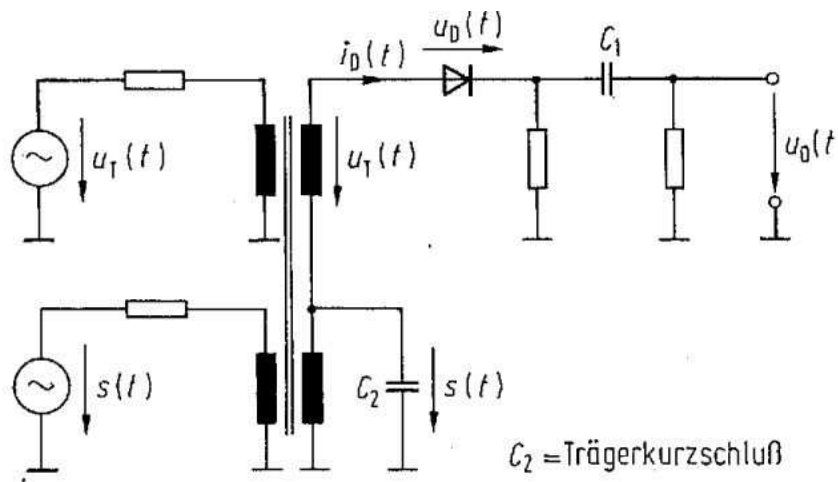 u_D(t)
i_D(t)
C_1
u_T(t)
u_T(t)
u_0(t
s(t)
C_2
s(t)
C_2 = Trägerkurzschluß